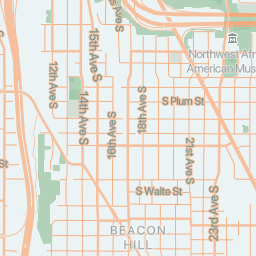 15th Ave S
12th Ave S
14th Ave S
16th Ave S
18th Ave S
Northwest Afri
American Mus
S Plum St
21st Ave S
23rd Ave S
S Waite St
BEACON
HILL